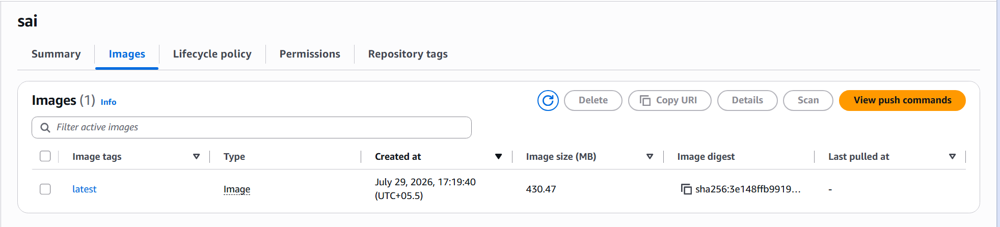 sai
Summary Images Lifecycle policy Permissions Repository tags
Images (1) Info Delete Copy URI Details Scan View push commands
Filter active images
Image tags Type Created at Image size (MB) Image digest Last pulled at
latest Image July 29, 2026, 17:19:40 (UTC+05.5) 430.47 sha256:3e148ffb9919... -